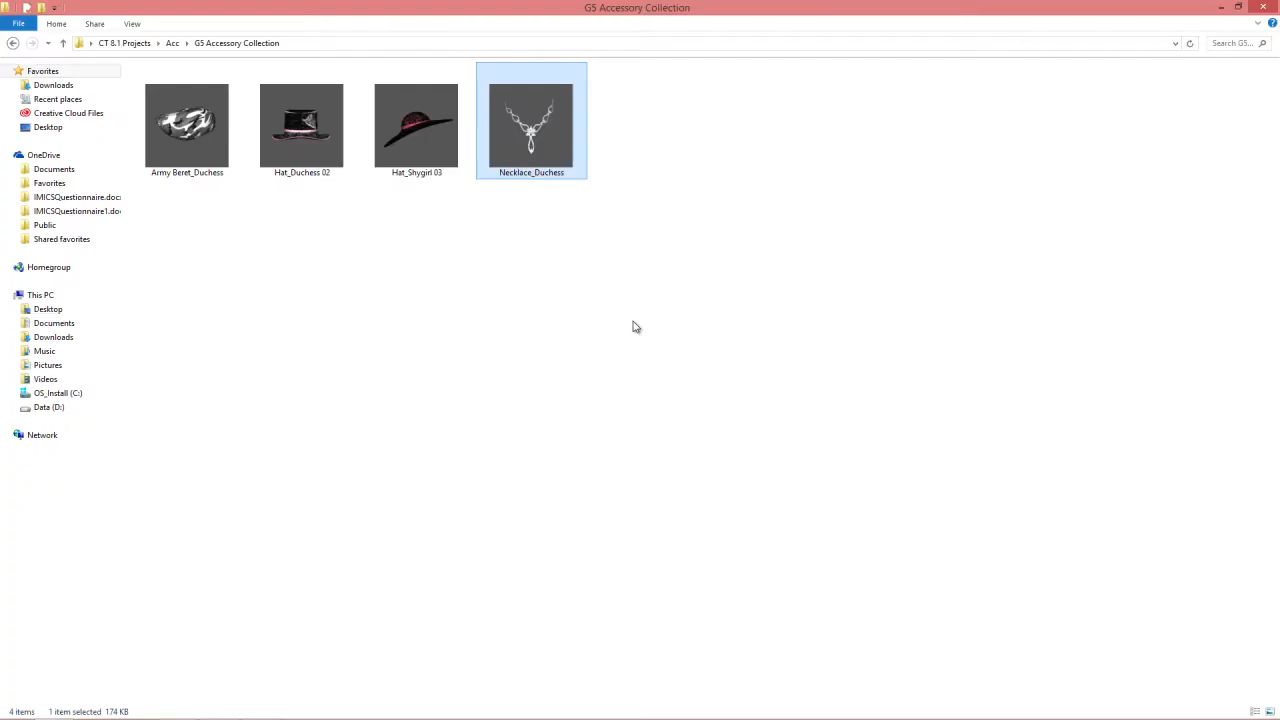 G5 Accessory Collection
File Home Share View
CT 8.1 Projects Acc G5 Accessory Collection
Search G5...
Favorites
Downloads
Recent places
Creative Cloud Files
Desktop
OneDrive
Documents
Favorites
IMICSQuestionnaire.docx
IMICSQuestionnaire1.doc
Public
Shared favorites
Homegroup
This PC
Desktop
Documents
Downloads
Music
Pictures
Videos
OS_Install (C:)
Data (D:)
Network
Army Beret_Duchess
Hat_Duchess 02
Hat_Shygirl 03
Necklace_Duchess
4 items 1 item selected 174 KB